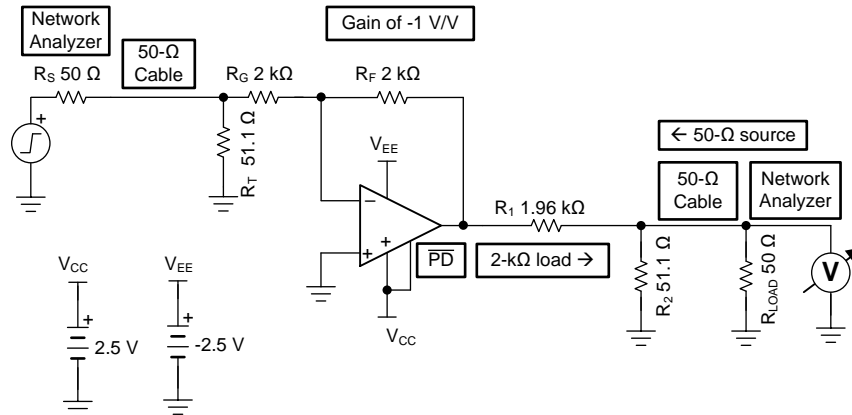 Network
Analyzer
Gain of -1 V/V
50-Ω
Cable
R_S 50 Ω
R_G 2 kΩ
R_F 2 kΩ
+
R_T 51.1 Ω
V_EE
← 50-Ω source
50-Ω
Cable
Network
Analyzer
−
+
+
R_1 1.96 kΩ
PD
2-kΩ load →
V_CC
R_2 51.1 Ω
R_LOAD 50 Ω
V
V_CC
V_EE
+
2.5 V
+
-2.5 V